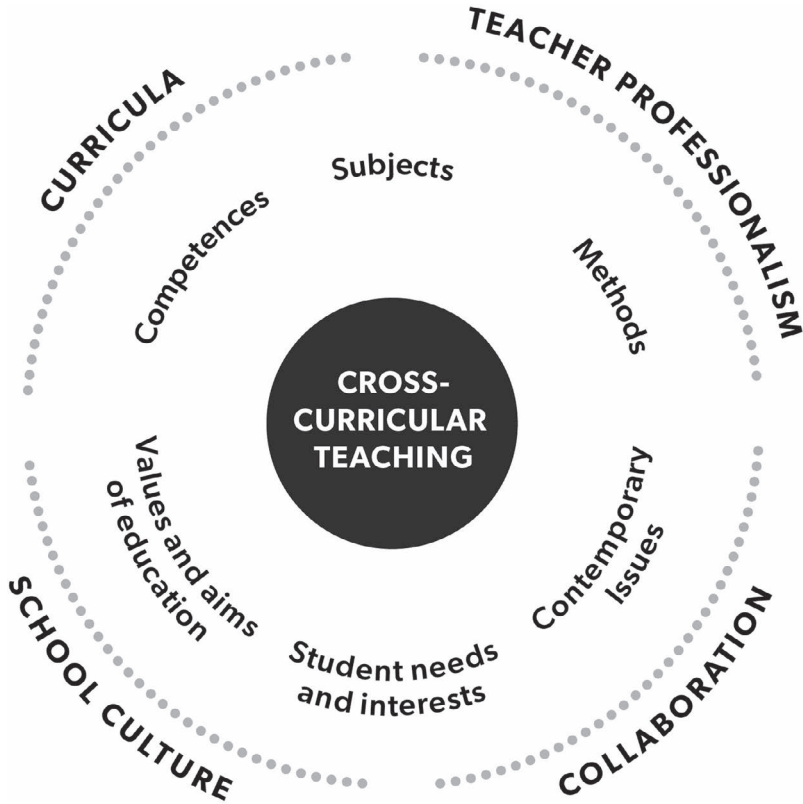 CURRICULA
TEACHER PROFESSIONALISM
Subjects
Competences
Methods
CROSS-
CURRICULAR
TEACHING
Values and aims
of education
Contemporary
Issues
Student needs
and interests
SCHOOL CULTURE
COLLABORATION